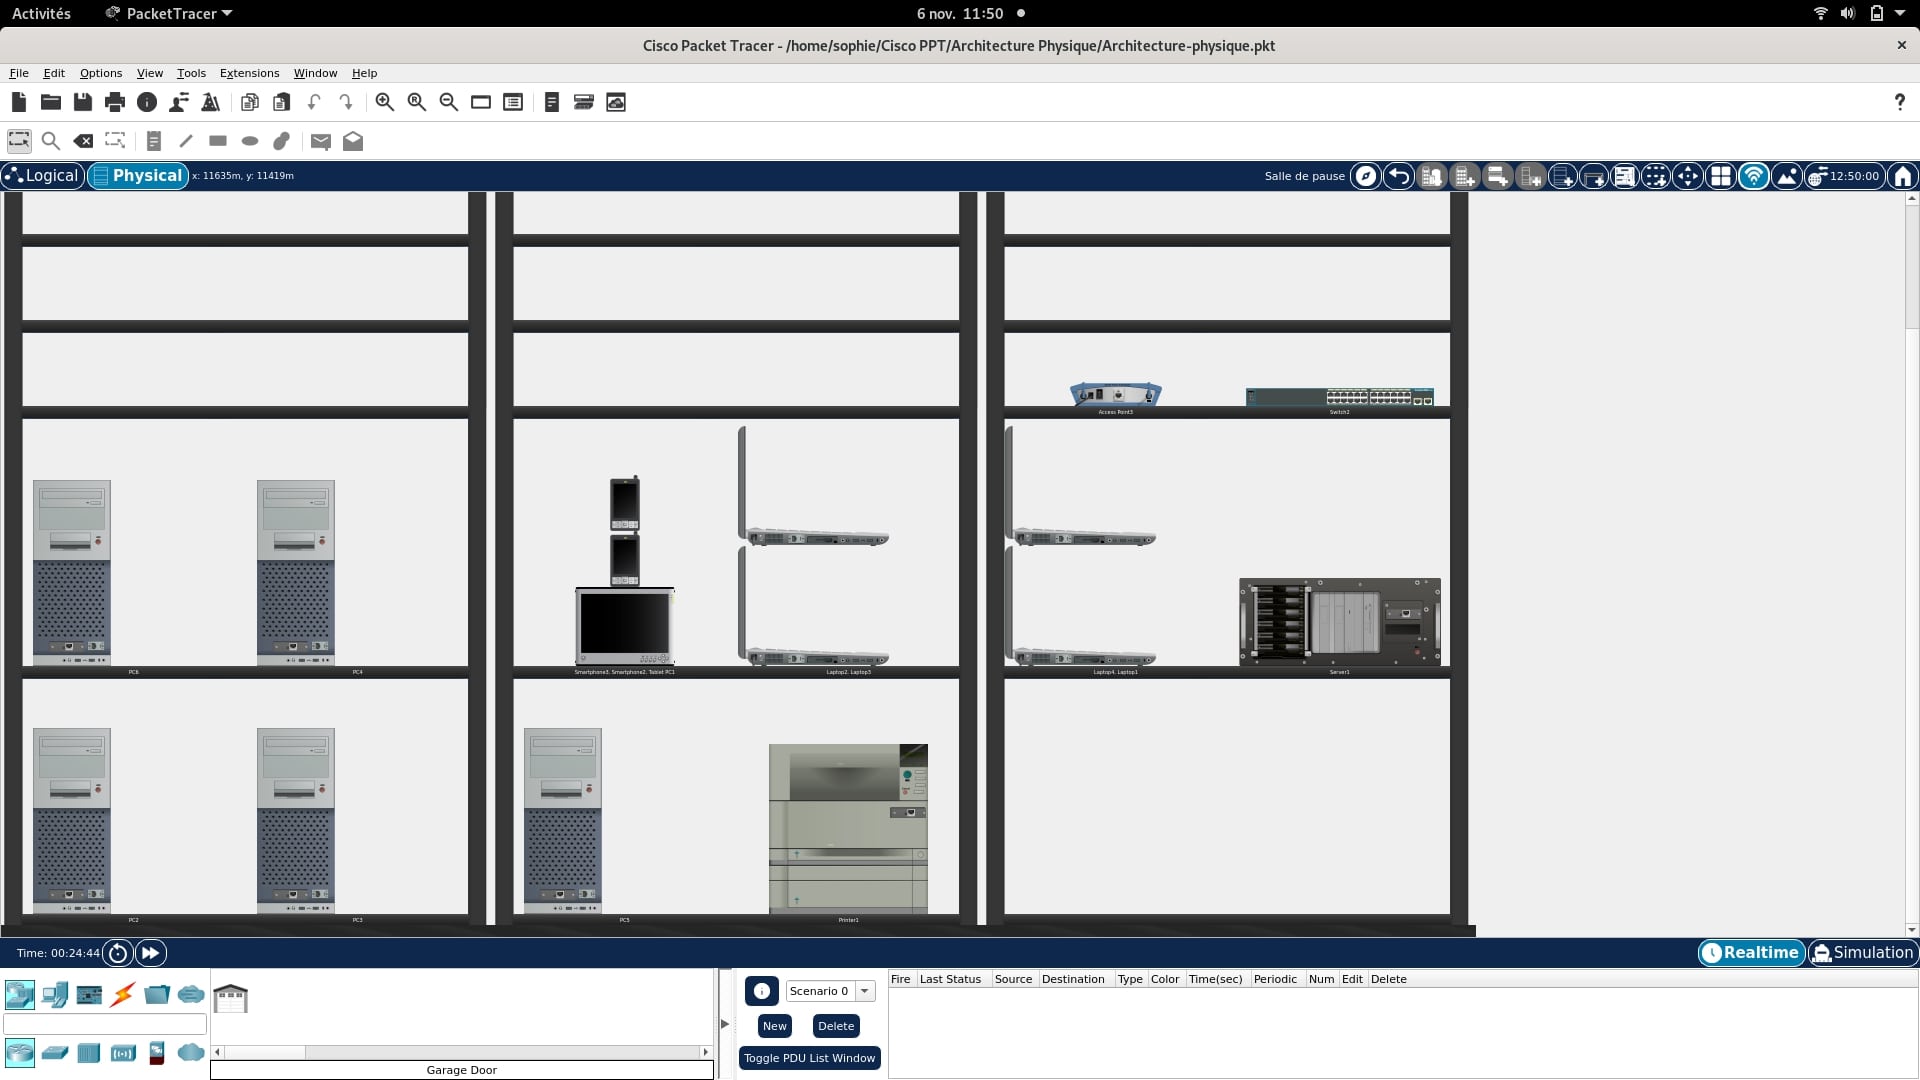 Activités
PacketTracer
6 nov. 11:50
Cisco Packet Tracer - /home/sophie/Cisco PPT/Architecture Physique/Architecture-physique.pkt
File Edit Options View Tools Extensions Window Help
Logical
Physical
x: 11635m, y: 11419m
Salle de pause
12:50:00
Access Point3
Switch2
PC6
PC4
Smartphone3, Smartphone2, Tablet PC1
Laptop2, Laptop3
Laptop4, Laptop1
Server1
PC2
PC3
PC5
Printer1
Time: 00:24:44
Realtime
Simulation
Scenario 0
New
Delete
Toggle PDU List Window
Fire Last Status Source Destination Type Color Time(sec) Periodic Num Edit Delete
Garage Door